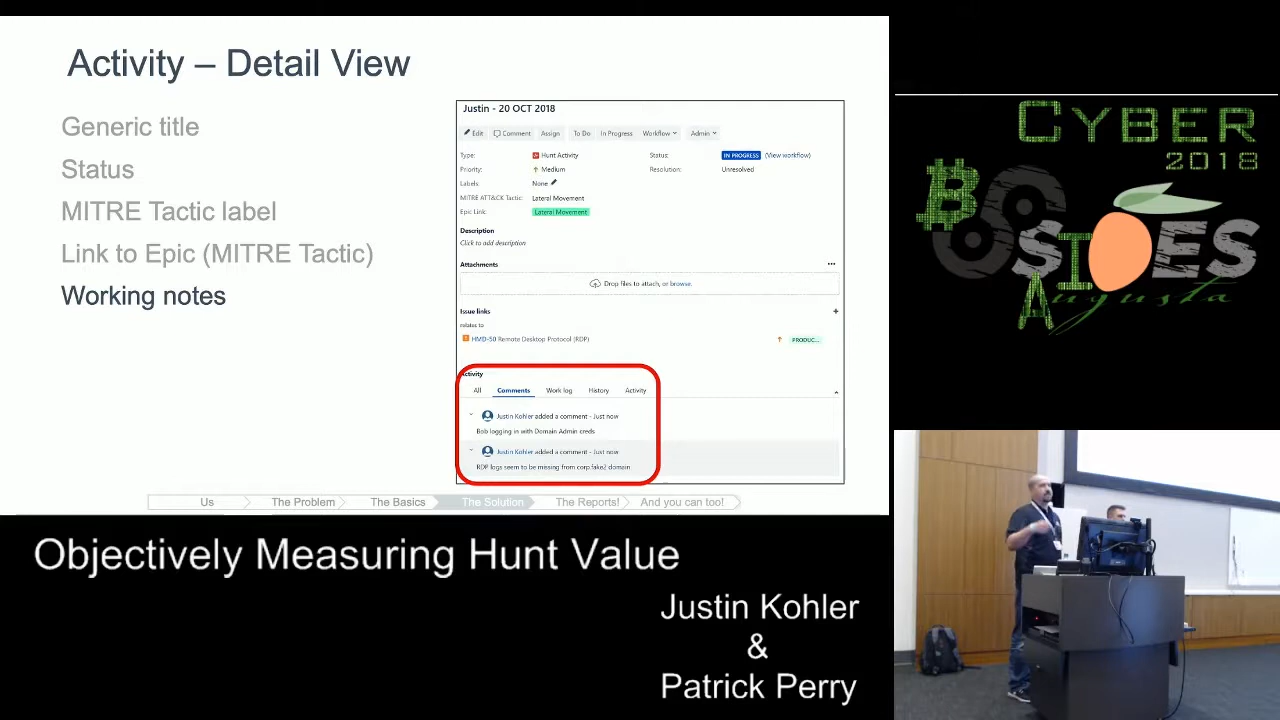 Activity – Detail View
Generic title
Status
MITRE Tactic label
Link to Epic (MITRE Tactic)
Working notes
Justin - 20 OCT 2018
Edit Comment Assign To Do In Progress Workflow Admin
Type: Hunt Activity Status: IN PROGRESS (View workflow)
Priority: Medium Resolution: Unresolved
Labels: None
MITRE ATT&CK Tactic: Lateral Movement
Epic Link: Lateral Movement
Description
Click to add description
Attachments
Drop files to attach, or browse.
Issue links
relates to
HMD-50 Remote Desktop Protocol (RDP) PRODUC...
Activity
All Comments Work log History Activity
Justin Kohler added a comment - Just now
Bob logging in with Domain Admin creds
Justin Kohler added a comment - Just now
RDP logs seem to be missing from corp.fake2 domain
Us The Problem The Basics The Solution The Reports! And you can too!
CYBER
2018
BSIDES
Augusta
Objectively Measuring Hunt Value
Justin Kohler
&
Patrick Perry